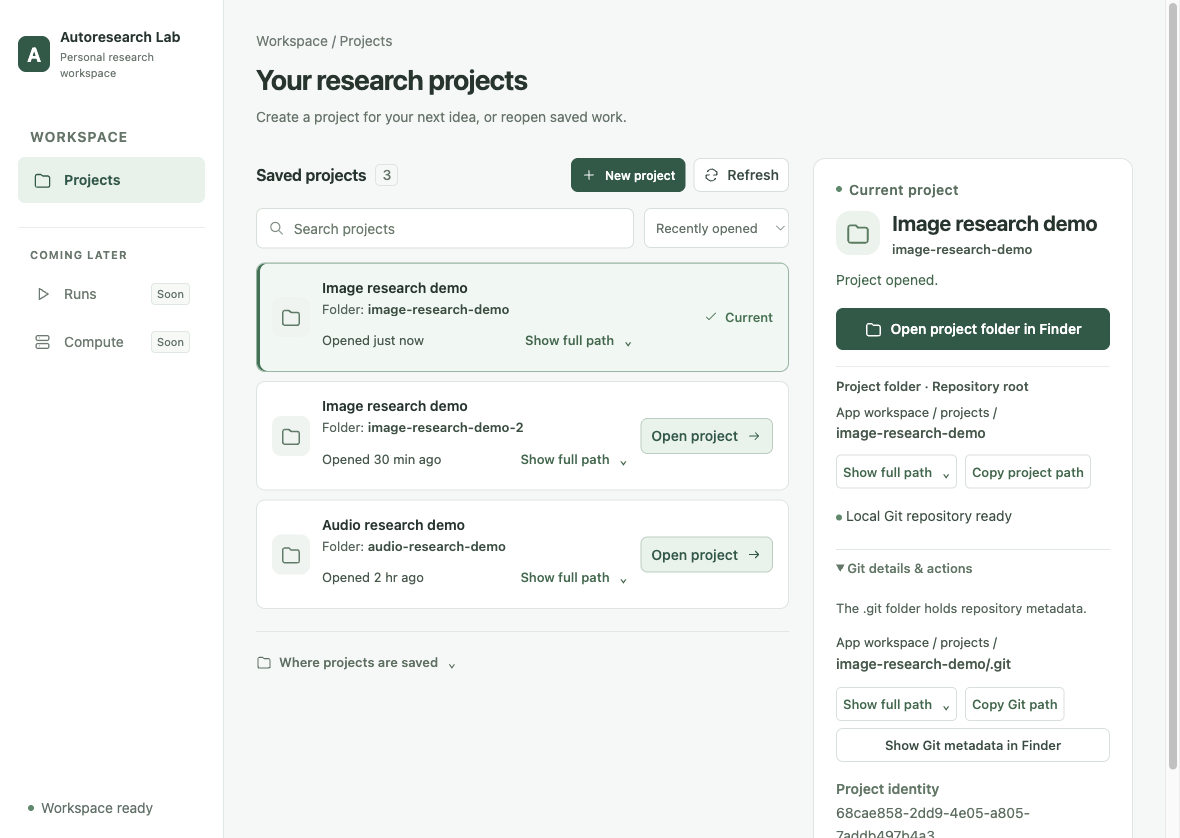 A
Autoresearch Lab
Personal research
workspace
WORKSPACE
Projects
COMING LATER
Runs
Soon
Compute
Soon
Workspace ready
Workspace / Projects
Your research projects
Create a project for your next idea, or reopen saved work.
Saved projects 3
+ New project
Refresh
Search projects
Recently opened
Image research demo
Folder: image-research-demo
Opened just now
Show full path
Current
Image research demo
Folder: image-research-demo-2
Opened 30 min ago
Show full path
Open project →
Audio research demo
Folder: audio-research-demo
Opened 2 hr ago
Show full path
Open project →
Where projects are saved
Current project
Image research demo
image-research-demo
Project opened.
Open project folder in Finder
Project folder · Repository root
App workspace / projects /
image-research-demo
Show full path
Copy project path
Local Git repository ready
Git details & actions
The .git folder holds repository metadata.
App workspace / projects /
image-research-demo/.git
Show full path
Copy Git path
Show Git metadata in Finder
Project identity
68cae858-2dd9-4e05-a805-
7addb497b4a3